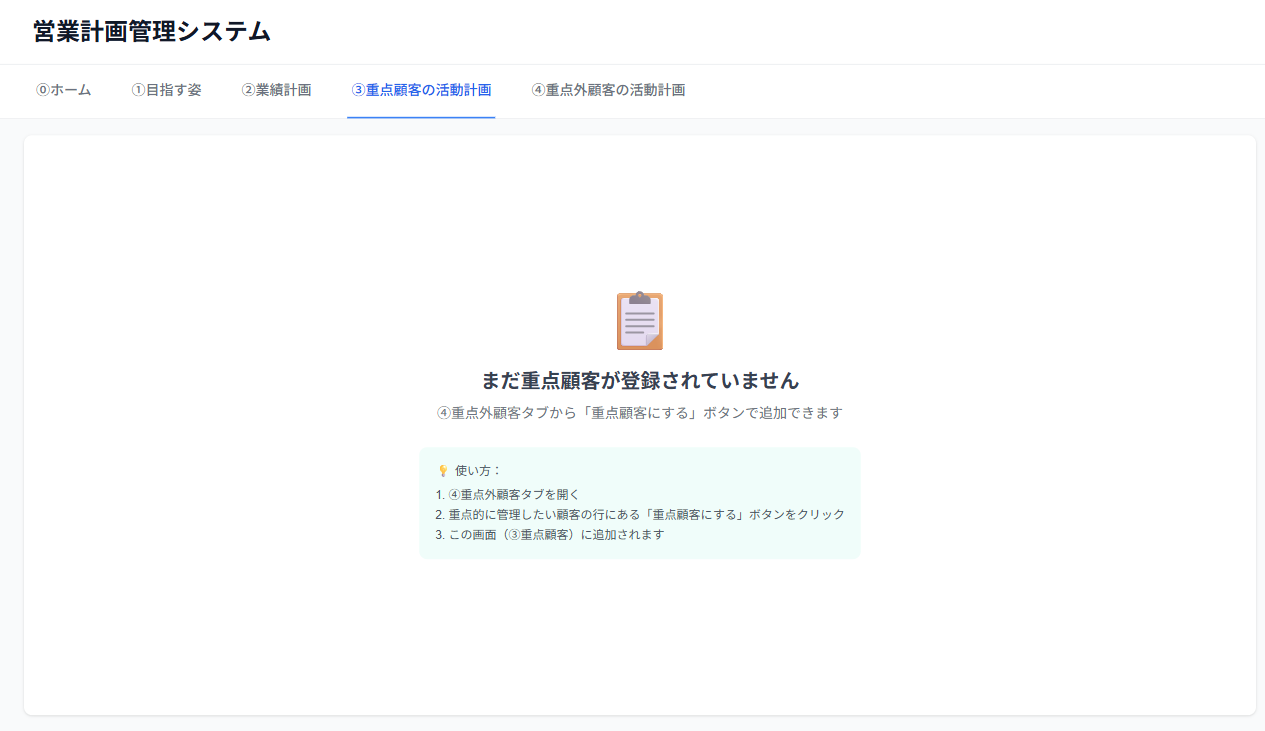 営業計画管理システム
⓪ホーム ①目指す姿 ②業績計画 ③重点顧客の活動計画 ④重点外顧客の活動計画
まだ重点顧客が登録されていません
④重点外顧客タブから「重点顧客にする」ボタンで追加できます
💡 使い方：
1. ④重点外顧客タブを開く
2. 重点的に管理したい顧客の行にある「重点顧客にする」ボタンをクリック
3. この画面（③重点顧客）に追加されます